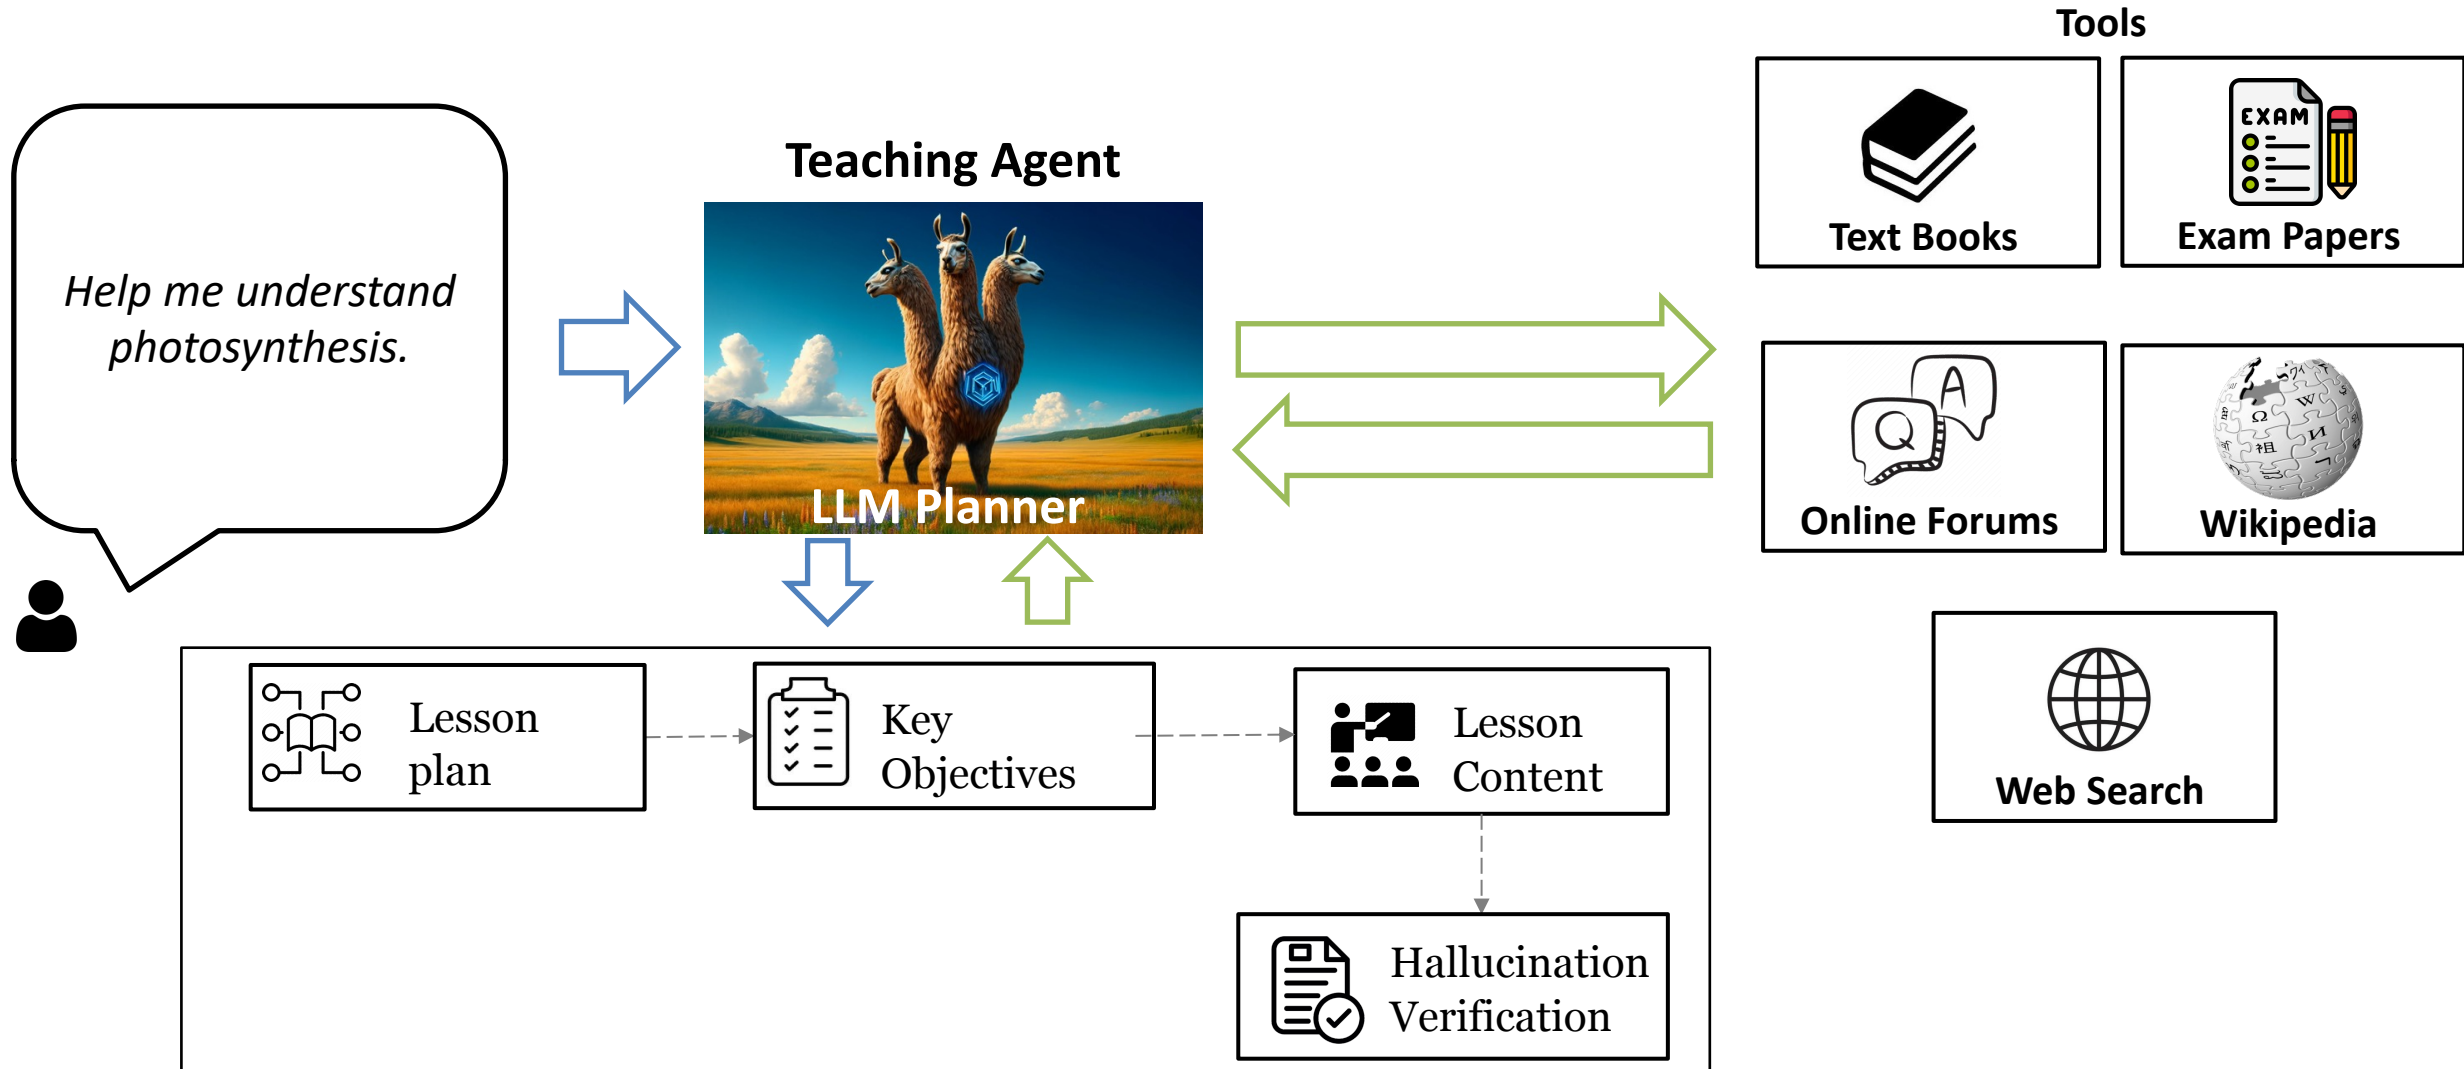 Tools
Help me understand
photosynthesis.
Teaching Agent
LLM Planner
Text Books
EXAM
Exam Papers
Q
A
Online Forums
Ω
W
祖
И
Wikipedia
Web Search
Lesson
plan
Key
Objectives
Lesson
Content
Hallucination
Verification